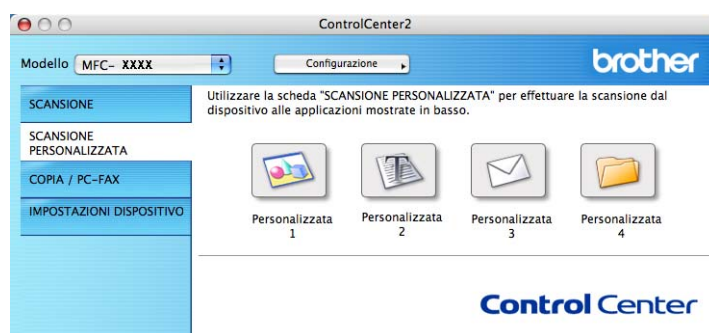 ControlCenter2
Modello MFC- XXXX
Configurazione
brother
SCANSIONE
SCANSIONE
PERSONALIZZATA
COPIA / PC-FAX
IMPOSTAZIONI DISPOSITIVO
Utilizzare la scheda "SCANSIONE PERSONALIZZATA" per effettuare la scansione dal
dispositivo alle applicazioni mostrate in basso.
Personalizzata
1
Personalizzata
2
Personalizzata
3
Personalizzata
4
Control Center